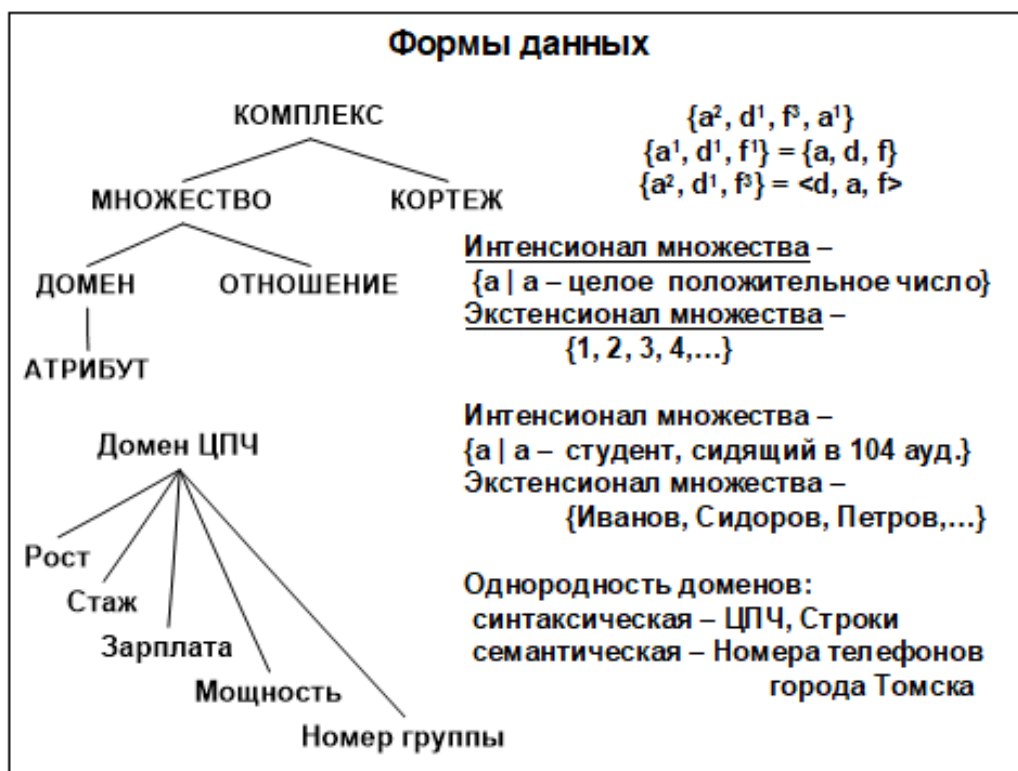 Формы данных
КОМПЛЕКС
МНОЖЕСТВО КОРТЕЖ
ДОМЕН ОТНОШЕНИЕ
АТРИБУТ
{a², d¹, f³, a¹}
{a¹, d¹, f¹} = {a, d, f}
{a², d¹, f³} = <d, a, f>
Интенсионал множества –
{a | a – целое положительное число}
Экстенсионал множества –
{1, 2, 3, 4,…}
Интенсионал множества –
{a | a – студент, сидящий в 104 ауд.}
Экстенсионал множества –
{Иванов, Сидоров, Петров,…}
Домен ЦПЧ
Рост
Стаж
Зарплата
Мощность
Номер группы
Однородность доменов:
синтаксическая – ЦПЧ, Строки
семантическая – Номера телефонов
города Томска